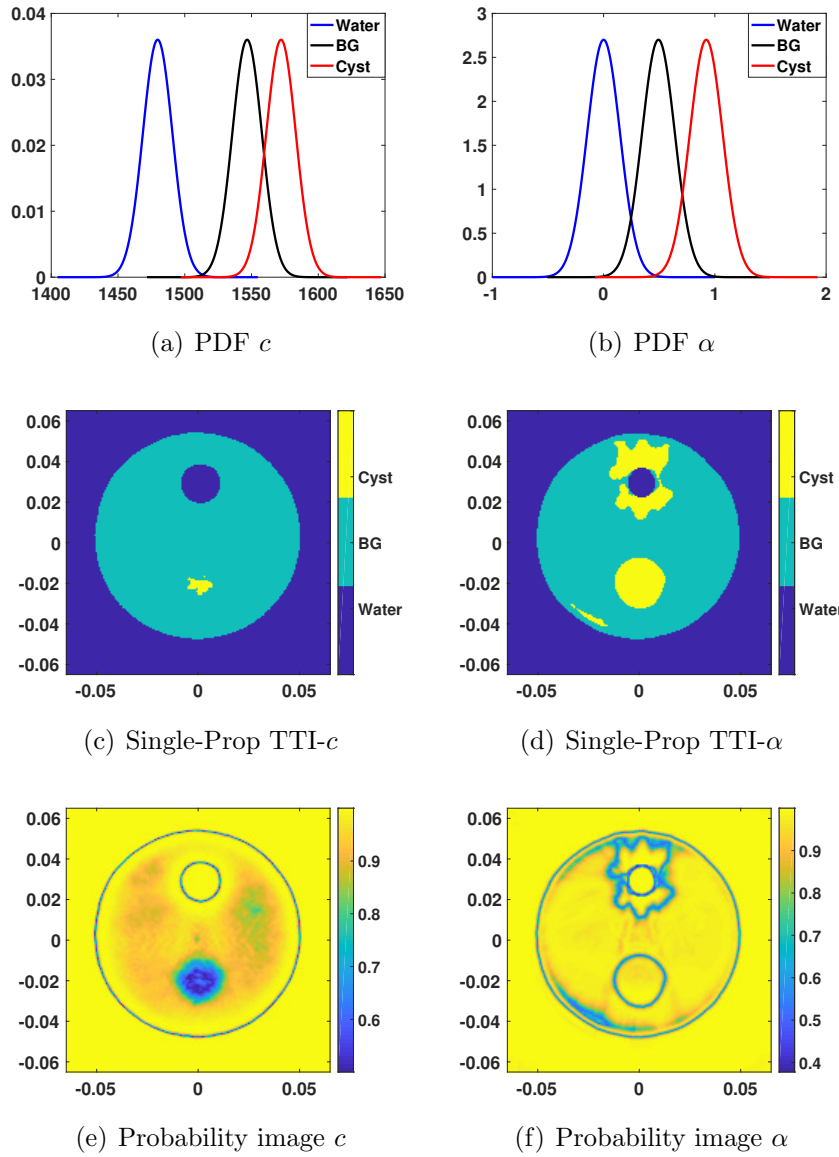 0.04
0.03
0.02
0.01
0
1400 1450 1500 1550 1600 1650
Water
BG
Cyst
(a) PDF c
3
2.5
2
1.5
1
0.5
0
-1 0 1 2
Water
BG
Cyst
(b) PDF α
0.06
0.04
0.02
0
-0.02
-0.04
-0.06
-0.05 0 0.05
Cyst
BG
Water
(c) Single-Prop TTI-c
0.06
0.04
0.02
0
-0.02
-0.04
-0.06
-0.05 0 0.05
Cyst
BG
Water
(d) Single-Prop TTI-α
0.06
0.04
0.02
0
-0.02
-0.04
-0.06
-0.05 0 0.05
0.9
0.8
0.7
0.6
(e) Probability image c
0.06
0.04
0.02
0
-0.02
-0.04
-0.06
-0.05 0 0.05
0.9
0.8
0.7
0.6
0.5
0.4
(f) Probability image α